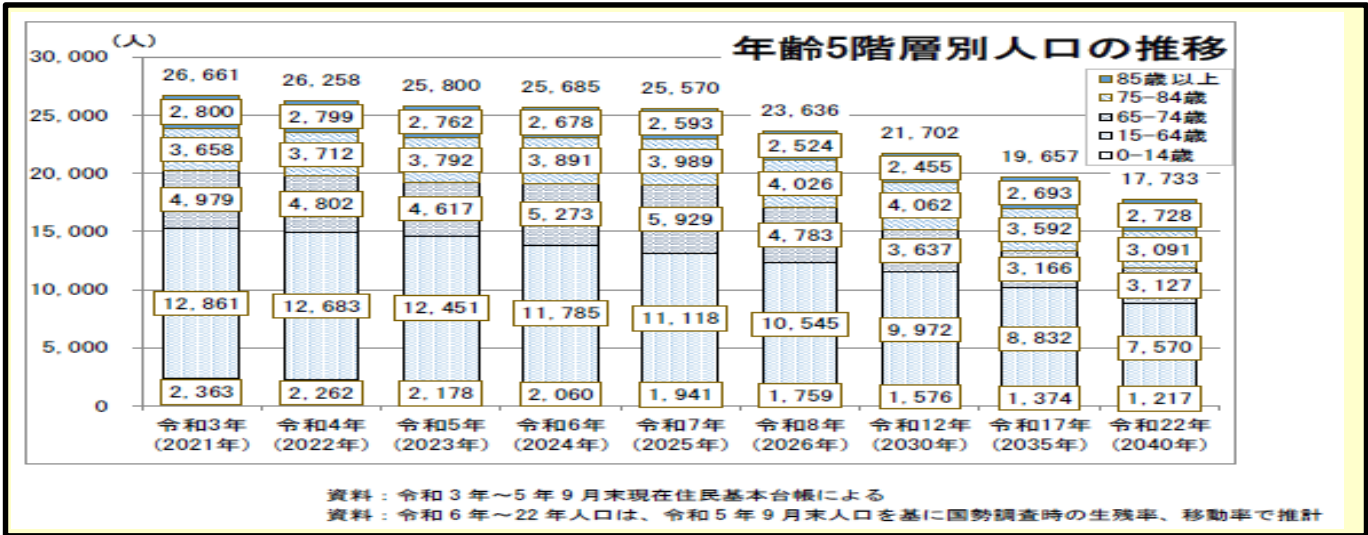 (人)
年齢5階層別人口の推移
30,000
25,000
20,000
15,000
10,000
5,000
0
85歳以上
75-84歳
65-74歳
15-64歳
0-14歳
26,661 26,258 25,800 25,685 25,570 23,636 21,702 19,657 17,733
2,800 2,799 2,762 2,678 2,593 2,524 2,455 2,693 2,728
3,658 3,712 3,792 3,891 3,989 4,026 4,062 3,592 3,091
4,979 4,802 4,617 5,273 5,929 4,783 3,637 3,166 3,127
12,861 12,683 12,451 11,785 11,118 10,545 9,972 8,832 7,570
2,363 2,262 2,178 2,060 1,941 1,759 1,576 1,374 1,217
令和3年 令和4年 令和5年 令和6年 令和7年 令和8年 令和12年 令和17年 令和22年
(2021年) (2022年) (2023年) (2024年) (2025年) (2026年) (2030年) (2035年) (2040年)
資料：令和3年～5年9月末現在住民基本台帳による
資料：令和6年～22年人口は、令和5年9月末人口を基に国勢調査時の生残率、移動率で推計